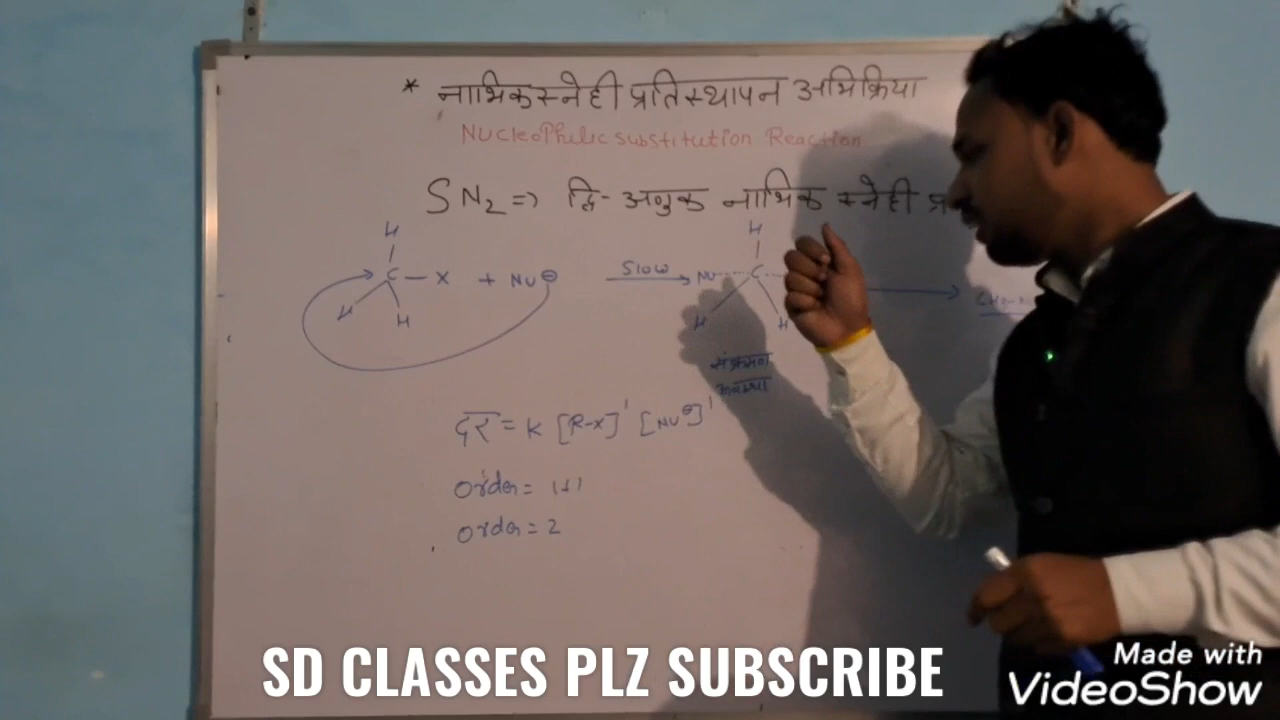 * नाभिकस्नेही प्रतिस्थापन अभिक्रिया
Nucleophilic substitution Reaction
SN2 => द्वि-अणुक नाभिक स्नेही प्र
H
H
C — X + Nu⊖ Slow Nu C
H H H H
संक्रमण
अवस्था
दर = K [R-X]¹ [Nu⊖]¹
Order = 1+1
Order = 2
SD CLASSES PLZ SUBSCRIBE
Made with
VideoShow